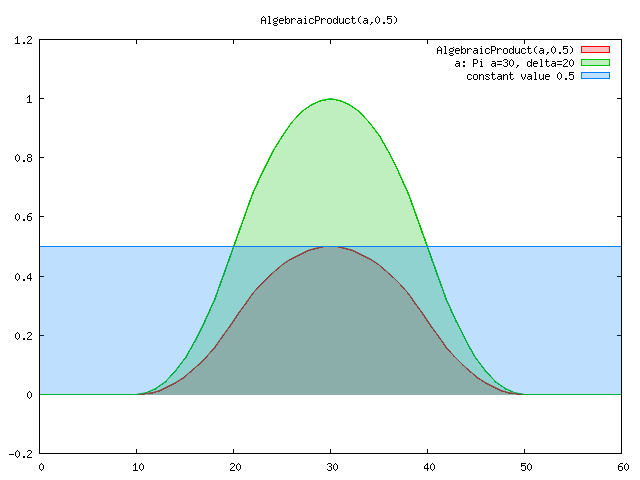 AlgebraicProduct(a,0.5)
1.2
AlgebraicProduct(a,0.5)
a: Pi a=30, delta=20
constant value 0.5
1
0.8
0.6
0.4
0.2
0
-0.2
0 10 20 30 40 50 60